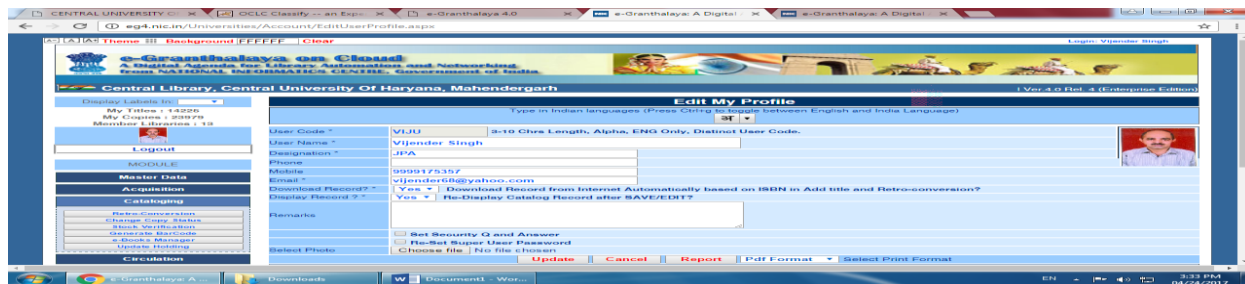 CENTRAL UNIVERSITY O
OCLC Classify -- an Expe
e-Granthalaya 4.0
e-Granthalaya: A Digital
e-Granthalaya: A Digital
eg4.nic.in/Universities/Account/EditUserProfile.aspx
A- A A+ Theme Background FFFFFF Clear
Login: Vijender Singh
e-Granthalaya on Cloud
A Digital Agenda for Library Automation and Networking
from NATIONAL INFORMATICS CENTRE, Government of India
Central Library, Central University Of Haryana, Mahendergarh
Ver.4.0 Rel. 4 (Enterprise Edition)
Display Labels In:
My Titles : 14226
My Copies : 23979
Member Libraries : 13
Logout
MODULE
Master Data
Acquisition
Cataloging
Retro-Conversion
Change Copy Status
Stock Verification
Generate BarCode
e-Books Manager
Update Holding
Circulation
Edit My Profile
Type in Indian languages (Press Ctrl+g to toggle between English and India Language)
अ
User Code * VIJU 3-10 Chrs Length, Alpha, ENG Only, Distinct User Code.
User Name * Vijender Singh
Designation * JPA
Phone
Mobile 9999175357
Email * vijender68@yahoo.com
Download Record? * Yes Download Record from Internet Automatically based on ISBN in Add title and Retro-conversion?
Display Record ? * Yes Re-Display Catalog Record after SAVE/EDIT?
Remarks
Set Security Q and Answer
Re-Set Super User Password
Select Photo Choose file No file chosen
Update Cancel Report Pdf Format Select Print Format
e-Granthalaya: A ...
Downloads
Document1 - Wor...
EN
3:33 PM
04/24/2017